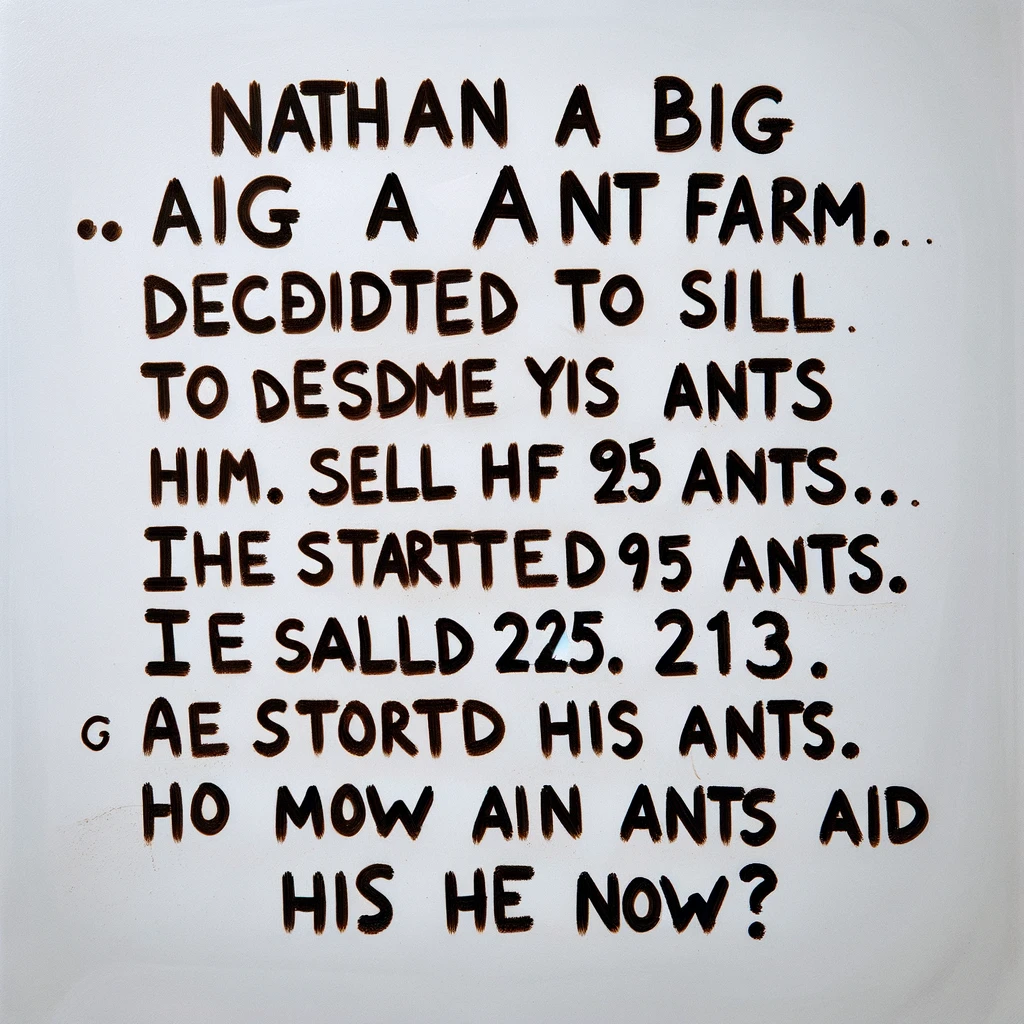 NATHAN A BIG
.. AIG A ANT FARM...
DECDIDTED TO SILL.
TO DESDME YIS ANTS
HIM. SELL HF 25 ANTS...
IHE STARTTED 95 ANTS.
IE SALLD 225. 213.
G AE STORTD HIS ANTS.
HO MOW AIN ANTS AID
HIS HE NOW?